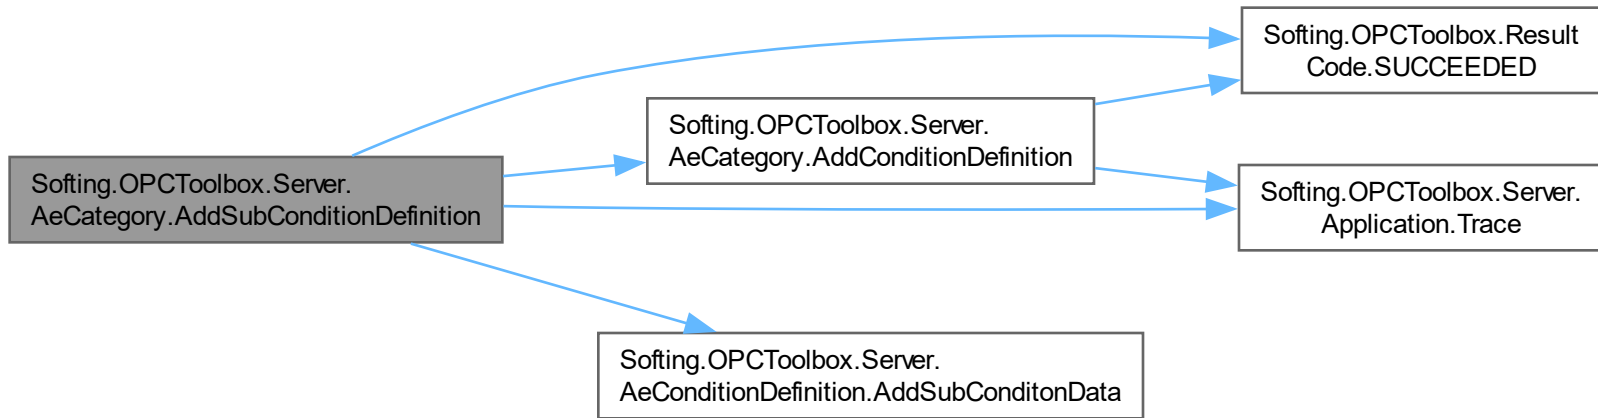 Softing.OPCToolbox.Server.
AeCategory.AddSubConditionDefinition
Softing.OPCToolbox.Server.
AeCategory.AddConditionDefinition
Softing.OPCToolbox.Result
Code.SUCCEEDED
Softing.OPCToolbox.Server.
Application.Trace
Softing.OPCToolbox.Server.
AeConditionDefinition.AddSubConditonData